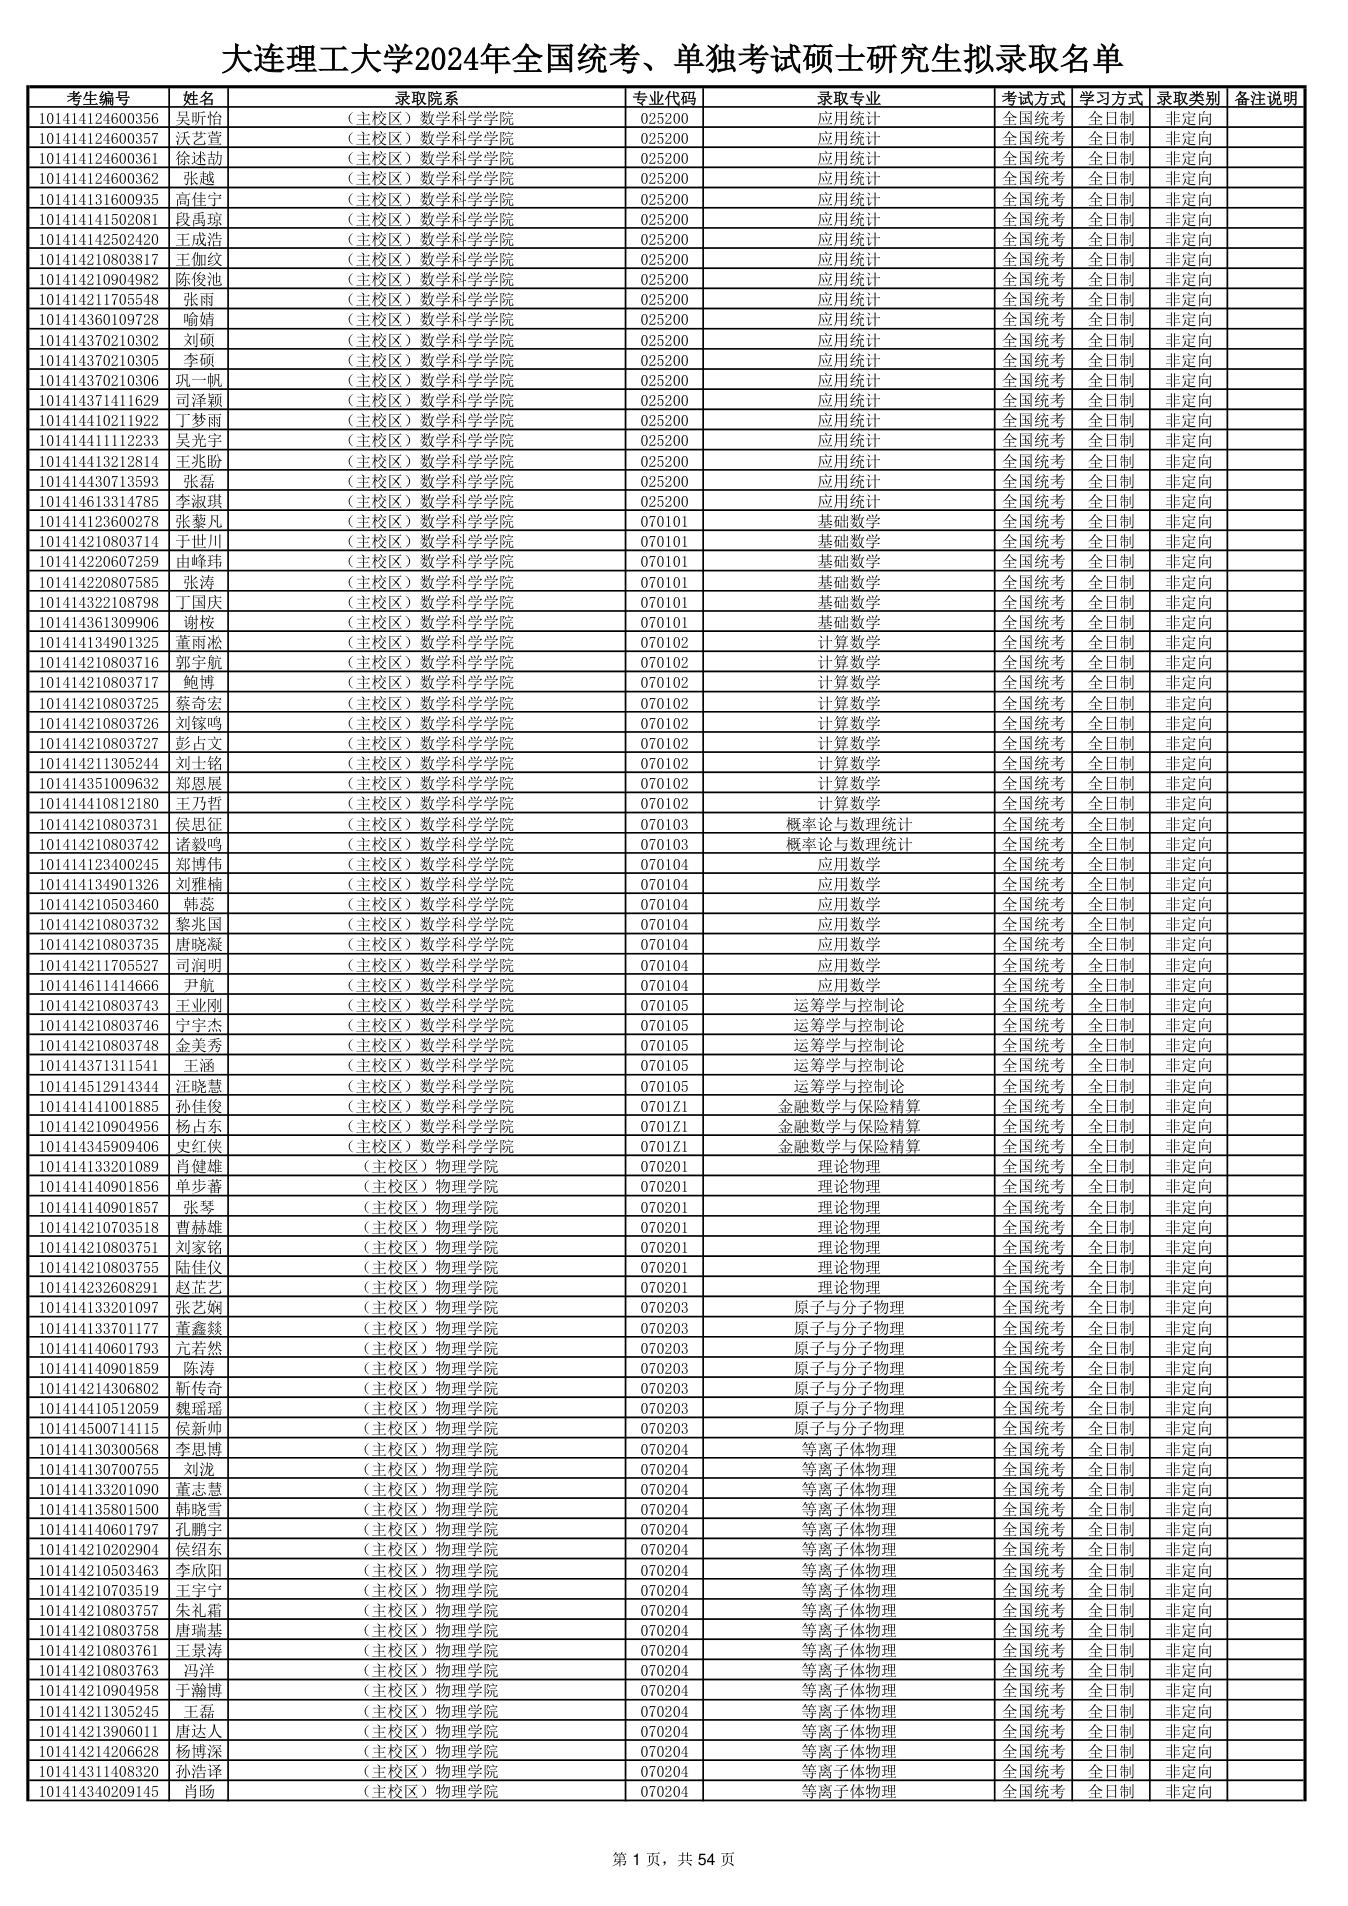 大连理工大学2024年全国统考、单独考试硕士研究生拟录取名单
考生编号 姓名 录取院系 专业代码 录取专业 考试方式 学习方式 录取类别 备注说明
101414124600356 吴昕怡 （主校区）数学科学学院 025200 应用统计 全国统考 全日制 非定向
101414124600357 沃艺萱 （主校区）数学科学学院 025200 应用统计 全国统考 全日制 非定向
101414124600361 徐述劼 （主校区）数学科学学院 025200 应用统计 全国统考 全日制 非定向
101414124600362 张越 （主校区）数学科学学院 025200 应用统计 全国统考 全日制 非定向
101414131600935 高佳宁 （主校区）数学科学学院 025200 应用统计 全国统考 全日制 非定向
101414141502081 段禹琼 （主校区）数学科学学院 025200 应用统计 全国统考 全日制 非定向
101414142502420 王成浩 （主校区）数学科学学院 025200 应用统计 全国统考 全日制 非定向
101414210803817 王伽纹 （主校区）数学科学学院 025200 应用统计 全国统考 全日制 非定向
101414210904982 陈俊池 （主校区）数学科学学院 025200 应用统计 全国统考 全日制 非定向
101414211705548 张雨 （主校区）数学科学学院 025200 应用统计 全国统考 全日制 非定向
101414360109728 喻婧 （主校区）数学科学学院 025200 应用统计 全国统考 全日制 非定向
101414370210302 刘硕 （主校区）数学科学学院 025200 应用统计 全国统考 全日制 非定向
101414370210305 李硕 （主校区）数学科学学院 025200 应用统计 全国统考 全日制 非定向
101414370210306 巩一帆 （主校区）数学科学学院 025200 应用统计 全国统考 全日制 非定向
101414371411629 司泽颖 （主校区）数学科学学院 025200 应用统计 全国统考 全日制 非定向
101414410211922 丁梦雨 （主校区）数学科学学院 025200 应用统计 全国统考 全日制 非定向
101414411112233 吴光宇 （主校区）数学科学学院 025200 应用统计 全国统考 全日制 非定向
101414413212814 王兆盼 （主校区）数学科学学院 025200 应用统计 全国统考 全日制 非定向
101414430713593 张磊 （主校区）数学科学学院 025200 应用统计 全国统考 全日制 非定向
101414613314785 李淑琪 （主校区）数学科学学院 025200 应用统计 全国统考 全日制 非定向
101414123600278 张藜凡 （主校区）数学科学学院 070101 基础数学 全国统考 全日制 非定向
101414210803714 于世川 （主校区）数学科学学院 070101 基础数学 全国统考 全日制 非定向
101414220607259 由峰玮 （主校区）数学科学学院 070101 基础数学 全国统考 全日制 非定向
101414220807585 张涛 （主校区）数学科学学院 070101 基础数学 全国统考 全日制 非定向
101414322108798 丁国庆 （主校区）数学科学学院 070101 基础数学 全国统考 全日制 非定向
101414361309906 谢桉 （主校区）数学科学学院 070101 基础数学 全国统考 全日制 非定向
101414134901325 董雨凇 （主校区）数学科学学院 070102 计算数学 全国统考 全日制 非定向
101414210803716 郭宇航 （主校区）数学科学学院 070102 计算数学 全国统考 全日制 非定向
101414210803717 鲍博 （主校区）数学科学学院 070102 计算数学 全国统考 全日制 非定向
101414210803725 蔡奇宏 （主校区）数学科学学院 070102 计算数学 全国统考 全日制 非定向
101414210803726 刘镓鸣 （主校区）数学科学学院 070102 计算数学 全国统考 全日制 非定向
101414210803727 彭占文 （主校区）数学科学学院 070102 计算数学 全国统考 全日制 非定向
101414211305244 刘士铭 （主校区）数学科学学院 070102 计算数学 全国统考 全日制 非定向
101414351009632 郑恩展 （主校区）数学科学学院 070102 计算数学 全国统考 全日制 非定向
101414410812180 王乃哲 （主校区）数学科学学院 070102 计算数学 全国统考 全日制 非定向
101414210803731 侯思征 （主校区）数学科学学院 070103 概率论与数理统计 全国统考 全日制 非定向
101414210803742 诸毅鸣 （主校区）数学科学学院 070103 概率论与数理统计 全国统考 全日制 非定向
101414123400245 郑博伟 （主校区）数学科学学院 070104 应用数学 全国统考 全日制 非定向
101414134901326 刘雅楠 （主校区）数学科学学院 070104 应用数学 全国统考 全日制 非定向
101414210503460 韩蕊 （主校区）数学科学学院 070104 应用数学 全国统考 全日制 非定向
101414210803732 黎兆国 （主校区）数学科学学院 070104 应用数学 全国统考 全日制 非定向
101414210803735 唐晓凝 （主校区）数学科学学院 070104 应用数学 全国统考 全日制 非定向
101414211705527 司润明 （主校区）数学科学学院 070104 应用数学 全国统考 全日制 非定向
101414611414666 尹航 （主校区）数学科学学院 070104 应用数学 全国统考 全日制 非定向
101414210803743 王业刚 （主校区）数学科学学院 070105 运筹学与控制论 全国统考 全日制 非定向
101414210803746 宁宇杰 （主校区）数学科学学院 070105 运筹学与控制论 全国统考 全日制 非定向
101414210803748 金美秀 （主校区）数学科学学院 070105 运筹学与控制论 全国统考 全日制 非定向
101414371311541 王涵 （主校区）数学科学学院 070105 运筹学与控制论 全国统考 全日制 非定向
101414512914344 汪晓慧 （主校区）数学科学学院 070105 运筹学与控制论 全国统考 全日制 非定向
101414141001885 孙佳俊 （主校区）数学科学学院 0701Z1 金融数学与保险精算 全国统考 全日制 非定向
101414210904956 杨占东 （主校区）数学科学学院 0701Z1 金融数学与保险精算 全国统考 全日制 非定向
101414345909406 史红侠 （主校区）数学科学学院 0701Z1 金融数学与保险精算 全国统考 全日制 非定向
101414133201089 肖健雄 （主校区）物理学院 070201 理论物理 全国统考 全日制 非定向
101414140901856 单步蕃 （主校区）物理学院 070201 理论物理 全国统考 全日制 非定向
101414140901857 张琴 （主校区）物理学院 070201 理论物理 全国统考 全日制 非定向
101414210703518 曹赫雄 （主校区）物理学院 070201 理论物理 全国统考 全日制 非定向
101414210803751 刘家铭 （主校区）物理学院 070201 理论物理 全国统考 全日制 非定向
101414210803755 陆佳仪 （主校区）物理学院 070201 理论物理 全国统考 全日制 非定向
101414232608291 赵芷艺 （主校区）物理学院 070201 理论物理 全国统考 全日制 非定向
101414133201097 张艺娴 （主校区）物理学院 070203 原子与分子物理 全国统考 全日制 非定向
101414133701177 董鑫燚 （主校区）物理学院 070203 原子与分子物理 全国统考 全日制 非定向
101414140601793 亢若然 （主校区）物理学院 070203 原子与分子物理 全国统考 全日制 非定向
101414140901859 陈涛 （主校区）物理学院 070203 原子与分子物理 全国统考 全日制 非定向
101414214306802 靳传奇 （主校区）物理学院 070203 原子与分子物理 全国统考 全日制 非定向
101414410512059 魏瑶瑶 （主校区）物理学院 070203 原子与分子物理 全国统考 全日制 非定向
101414500714115 侯新帅 （主校区）物理学院 070203 原子与分子物理 全国统考 全日制 非定向
101414130300568 李思博 （主校区）物理学院 070204 等离子体物理 全国统考 全日制 非定向
101414130700755 刘泷 （主校区）物理学院 070204 等离子体物理 全国统考 全日制 非定向
101414133201090 董志慧 （主校区）物理学院 070204 等离子体物理 全国统考 全日制 非定向
101414135801500 韩晓雪 （主校区）物理学院 070204 等离子体物理 全国统考 全日制 非定向
101414140601797 孔鹏宇 （主校区）物理学院 070204 等离子体物理 全国统考 全日制 非定向
101414210202904 侯绍东 （主校区）物理学院 070204 等离子体物理 全国统考 全日制 非定向
101414210503463 李欣阳 （主校区）物理学院 070204 等离子体物理 全国统考 全日制 非定向
101414210703519 王宇宁 （主校区）物理学院 070204 等离子体物理 全国统考 全日制 非定向
101414210803757 朱礼霜 （主校区）物理学院 070204 等离子体物理 全国统考 全日制 非定向
101414210803758 唐瑞基 （主校区）物理学院 070204 等离子体物理 全国统考 全日制 非定向
101414210803761 王景涛 （主校区）物理学院 070204 等离子体物理 全国统考 全日制 非定向
101414210803763 冯洋 （主校区）物理学院 070204 等离子体物理 全国统考 全日制 非定向
101414210904958 于瀚博 （主校区）物理学院 070204 等离子体物理 全国统考 全日制 非定向
101414211305245 王磊 （主校区）物理学院 070204 等离子体物理 全国统考 全日制 非定向
101414213906011 唐达人 （主校区）物理学院 070204 等离子体物理 全国统考 全日制 非定向
101414214206628 杨博深 （主校区）物理学院 070204 等离子体物理 全国统考 全日制 非定向
101414311408320 孙浩译 （主校区）物理学院 070204 等离子体物理 全国统考 全日制 非定向
101414340209145 肖旸 （主校区）物理学院 070204 等离子体物理 全国统考 全日制 非定向
第 1 页，共 54 页